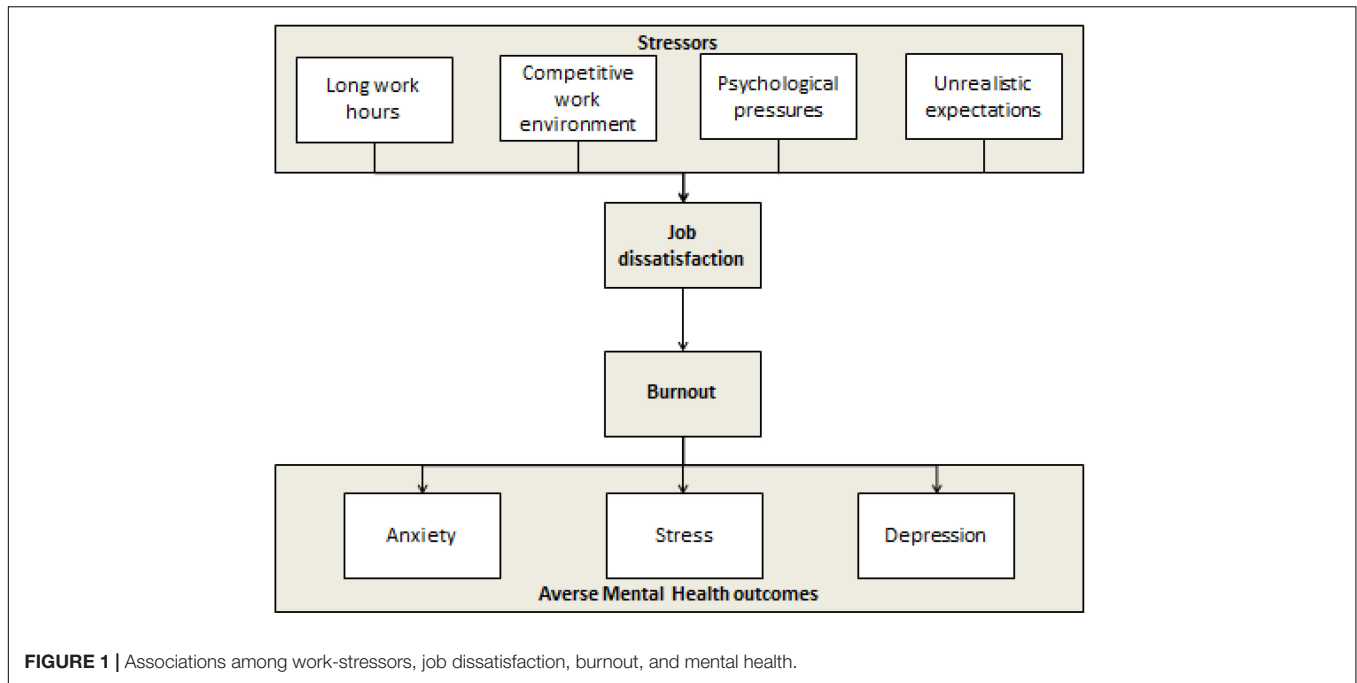 Stressors
Long work
hours
Competitive
work
environment
Psychological
pressures
Unrealistic
expectations
Job
dissatisfaction
Burnout
Anxiety
Stress
Depression
Averse Mental Health outcomes
FIGURE 1 | Associations among work-stressors, job dissatisfaction, burnout, and mental health.